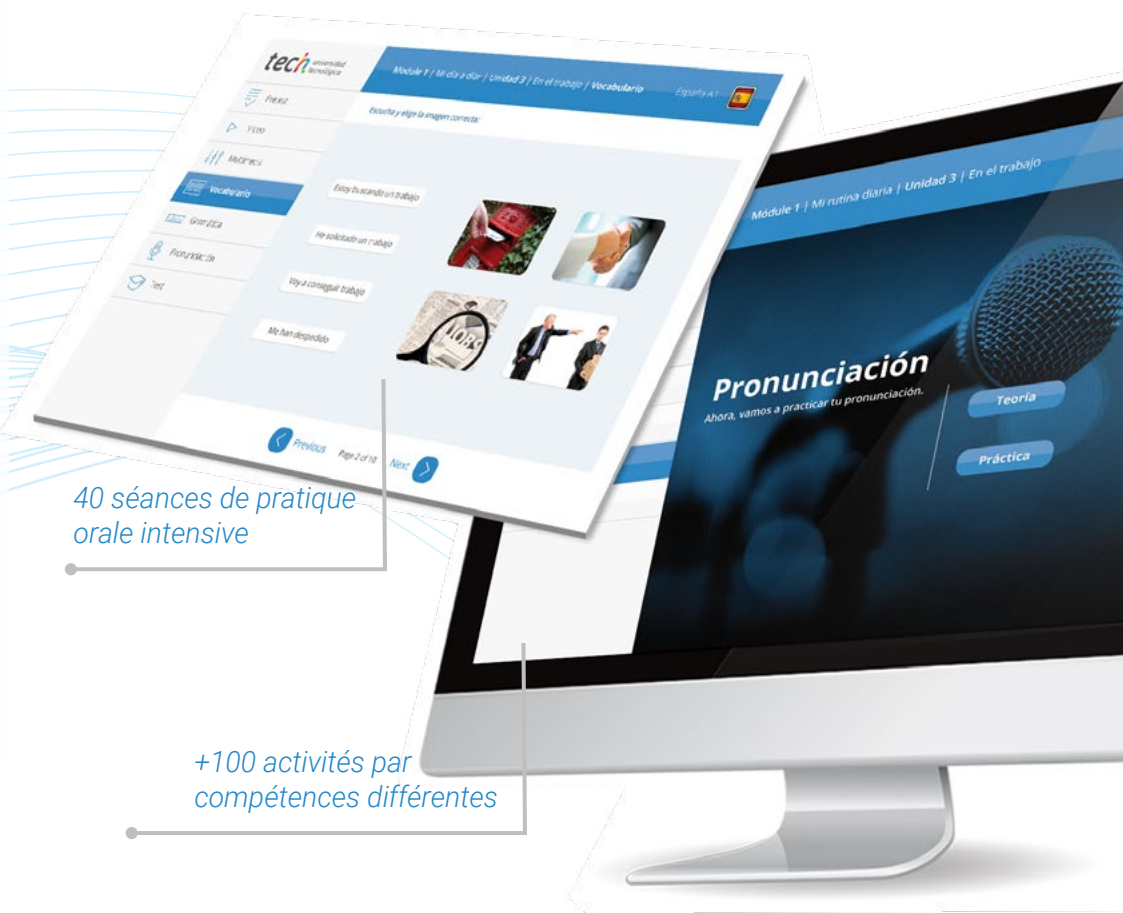 tech universidad
tecnológica
Module 1 | Mi día a diar | Unidad 3 | En el trabajo | Vocabulario
España A1
Escucha y elige la imagen correcta:
Pretest
Vídeo
Vocabulario
Gramática
Pronunciación
Test
Estoy buscando un trabajo
He solicitado un trabajo
Voy a conseguir trabajo
Me han despedido
JOBS
Previous
Page 2 of 10
Next
Módule 1 | Mi rutina diaria | Unidad 3 | En el trabajo
Pronunciación
Ahora, vamos a practicar tu pronunciación.
Teoría
Práctica
40 séances de pratique
orale intensive
+100 activités par
compétences différentes